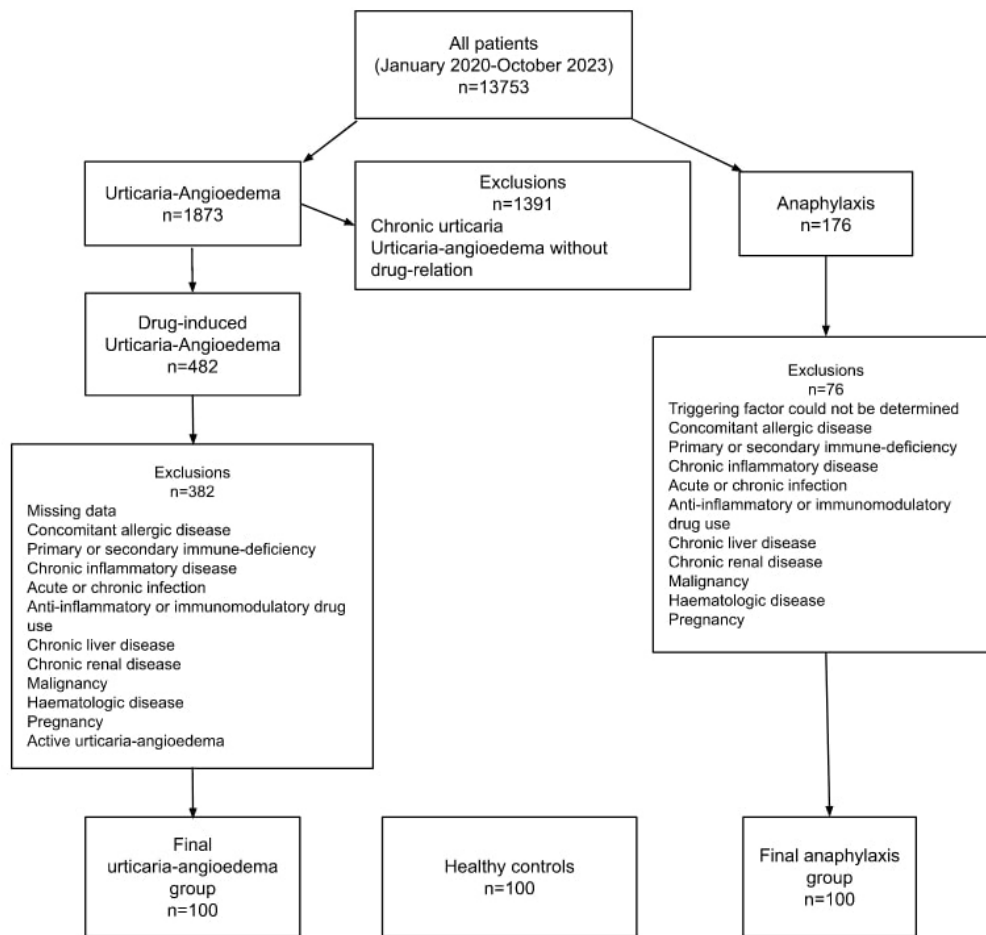 All patients
(January 2020-October 2023)
n=13753
Urticaria-Angioedema
n=1873
Exclusions
n=1391
Chronic urticaria
Urticaria-angioedema without
drug-relation
Anaphylaxis
n=176
Drug-induced
Urticaria-Angioedema
n=482
Exclusions
n=76
Triggering factor could not be determined
Concomitant allergic disease
Primary or secondary immune-deficiency
Chronic inflammatory disease
Acute or chronic infection
Anti-inflammatory or immunomodulatory
drug use
Chronic liver disease
Chronic renal disease
Malignancy
Haematologic disease
Pregnancy
Exclusions
n=382
Missing data
Concomitant allergic disease
Primary or secondary immune-deficiency
Chronic inflammatory disease
Acute or chronic infection
Anti-inflammatory or immunomodulatory drug
use
Chronic liver disease
Chronic renal disease
Malignancy
Haematologic disease
Pregnancy
Active urticaria-angioedema
Final
urticaria-angioedema
group
n=100
Healthy controls
n=100
Final anaphylaxis
group
n=100